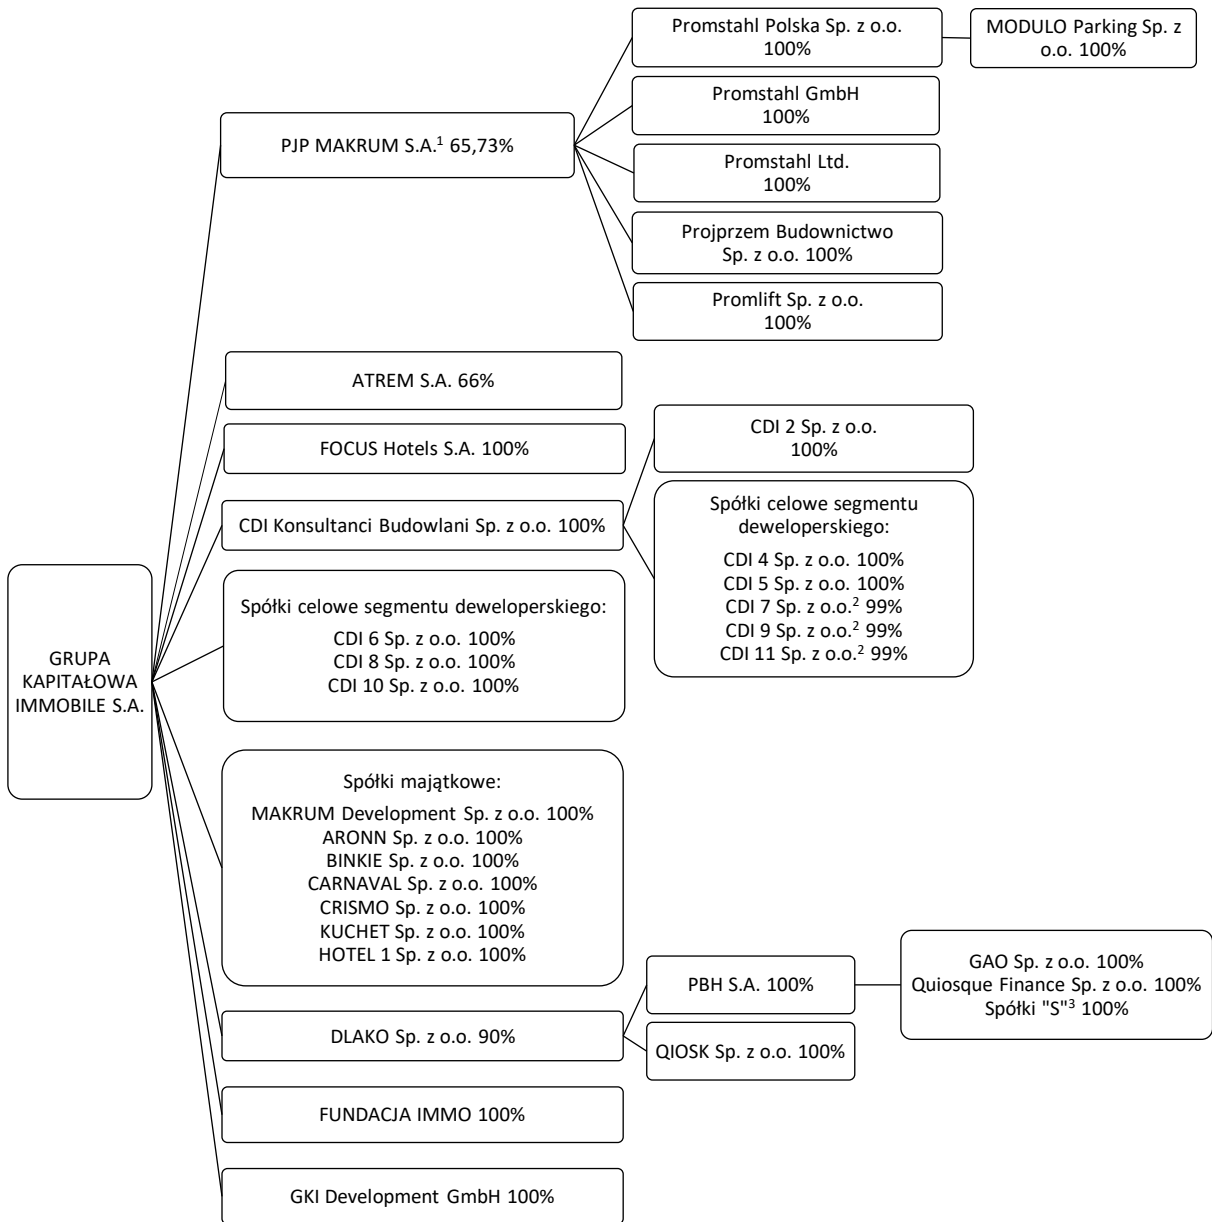 GRUPA
KAPITAŁOWA
IMMOBILE S.A.
PJP MAKRUM S.A.¹ 65,73%
Promstahl Polska Sp. z o.o.
100%
MODULO Parking Sp. z
o.o. 100%
Promstahl GmbH
100%
Promstahl Ltd.
100%
Projprzem Budownictwo
Sp. z o.o. 100%
Promlift Sp. z o.o.
100%
ATREM S.A. 66%
FOCUS Hotels S.A. 100%
CDI Konsultanci Budowlani Sp. z o.o. 100%
CDI 2 Sp. z o.o.
100%
Spółki celowe segmentu
deweloperskiego:
CDI 4 Sp. z o.o. 100%
CDI 5 Sp. z o.o. 100%
CDI 7 Sp. z o.o.² 99%
CDI 9 Sp. z o.o.² 99%
CDI 11 Sp. z o.o.² 99%
Spółki celowe segmentu deweloperskiego:
CDI 6 Sp. z o.o. 100%
CDI 8 Sp. z o.o. 100%
CDI 10 Sp. z o.o. 100%
Spółki majątkowe:
MAKRUM Development Sp. z o.o. 100%
ARONN Sp. z o.o. 100%
BINKIE Sp. z o.o. 100%
CARNAVAL Sp. z o.o. 100%
CRISMO Sp. z o.o. 100%
KUCHET Sp. z o.o. 100%
HOTEL 1 Sp. z o.o. 100%
DLAKO Sp. z o.o. 90%
PBH S.A. 100%
GAO Sp. z o.o. 100%
Quiosque Finance Sp. z o.o. 100%
Spółki "S"³ 100%
QIOSK Sp. z o.o. 100%
FUNDACJA IMMO 100%
GKI Development GmbH 100%